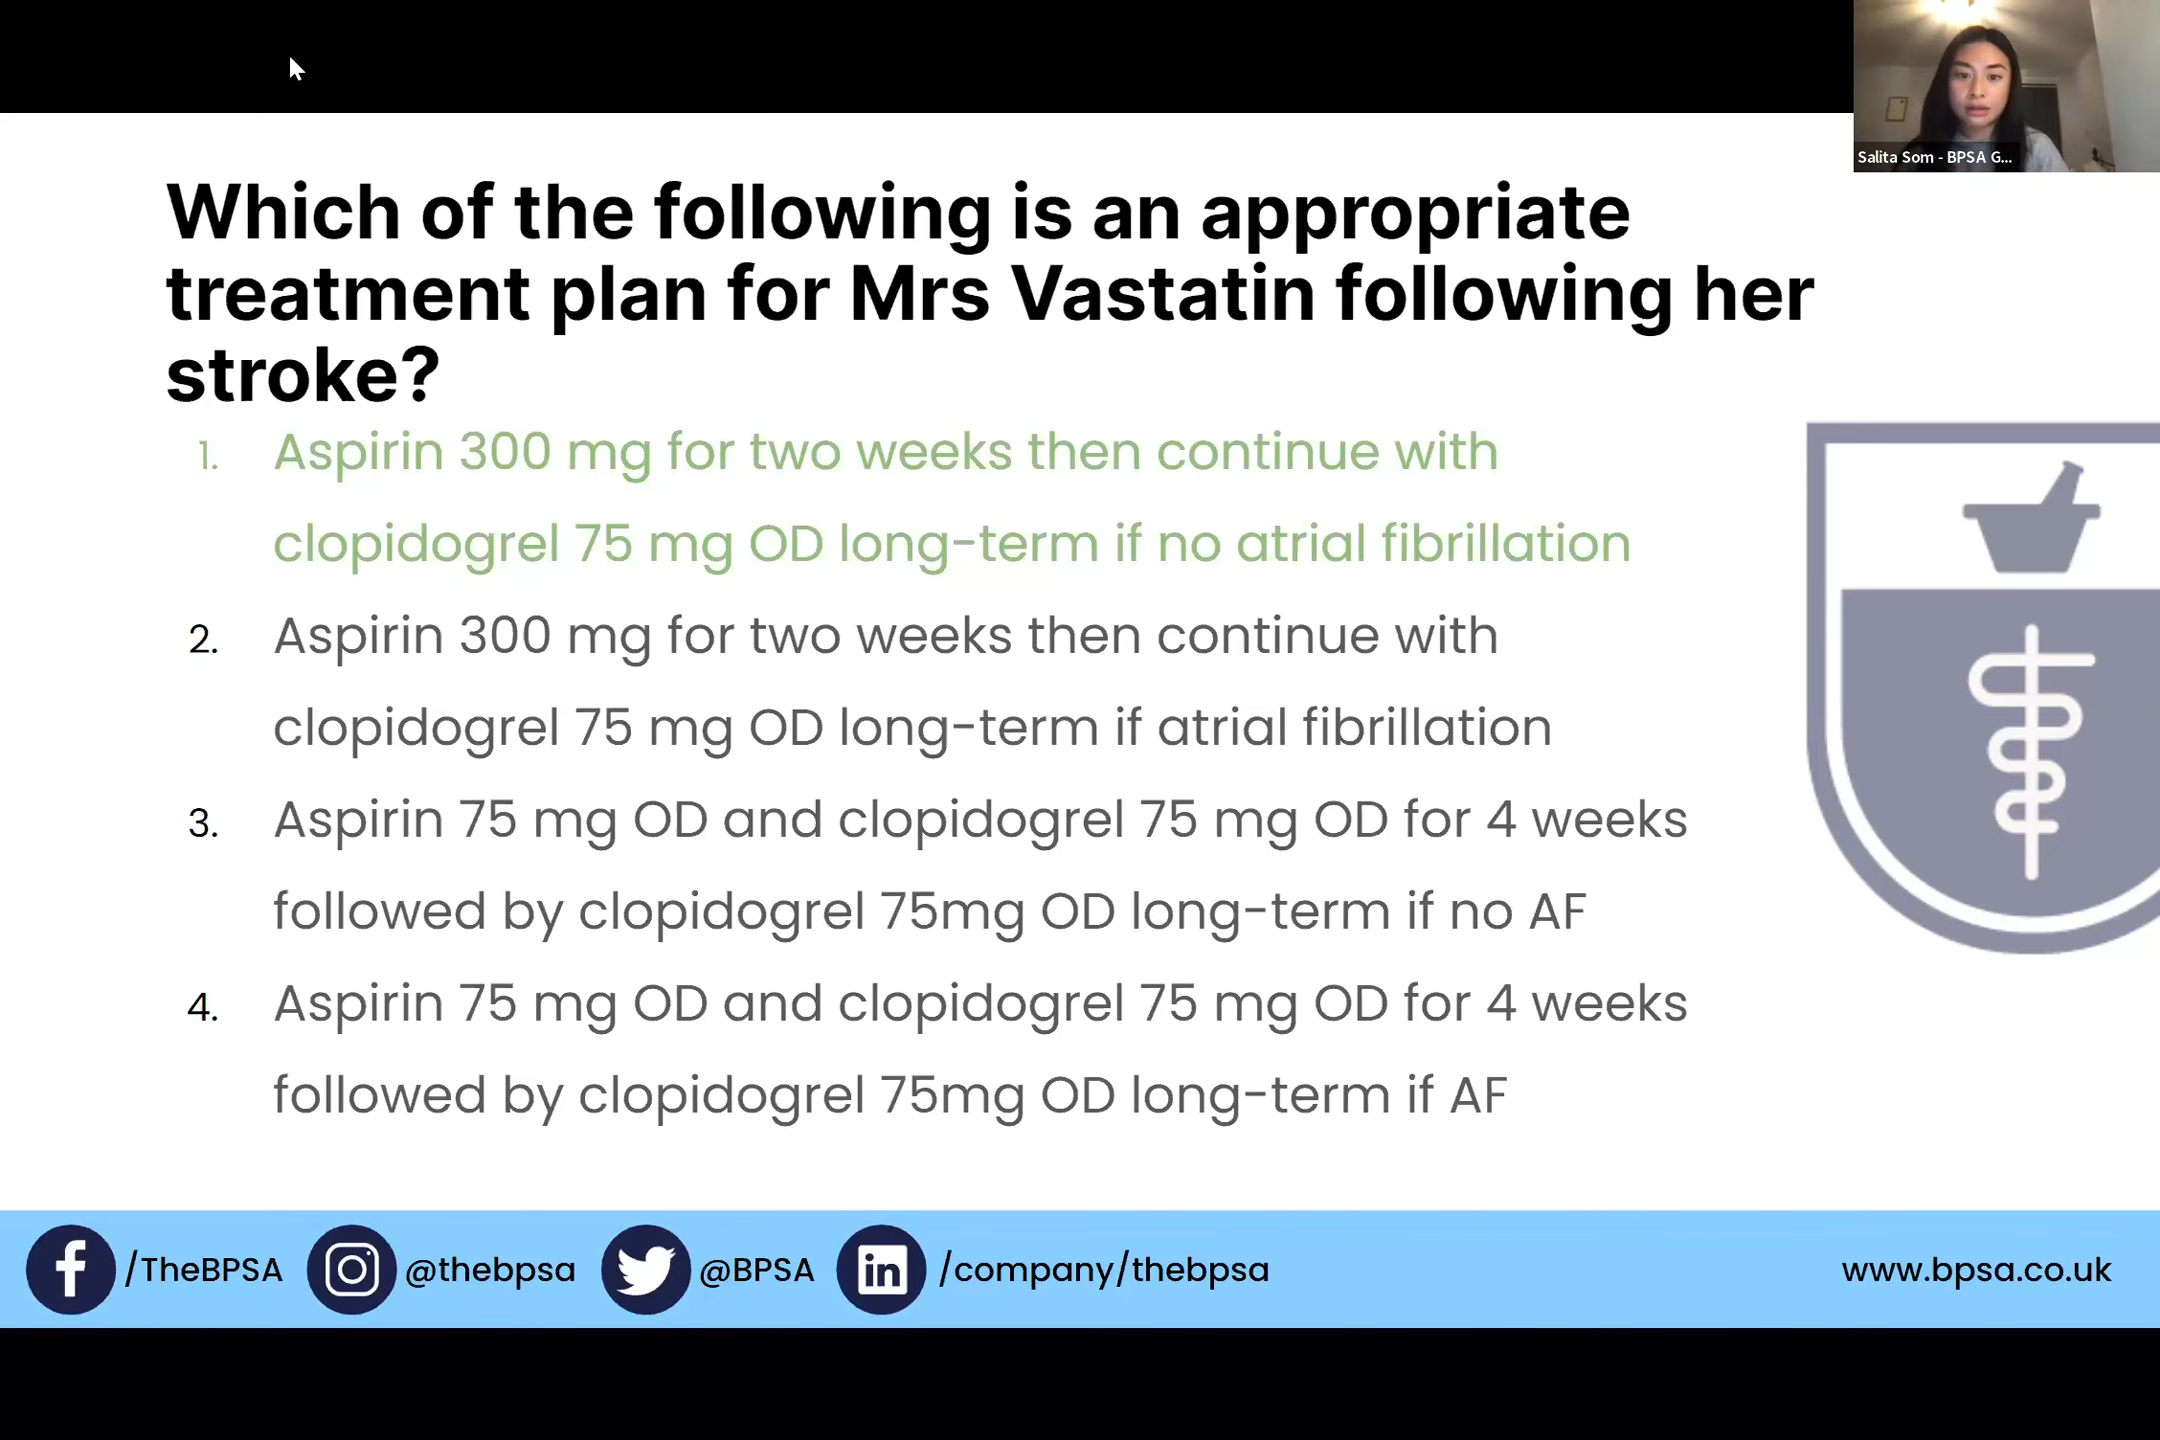 Salita Som - BPSA G...
Which of the following is an appropriate
treatment plan for Mrs Vastatin following her
stroke?
1. Aspirin 300 mg for two weeks then continue with
clopidogrel 75 mg OD long-term if no atrial fibrillation
2. Aspirin 300 mg for two weeks then continue with
clopidogrel 75 mg OD long-term if atrial fibrillation
3. Aspirin 75 mg OD and clopidogrel 75 mg OD for 4 weeks
followed by clopidogrel 75mg OD long-term if no AF
4. Aspirin 75 mg OD and clopidogrel 75 mg OD for 4 weeks
followed by clopidogrel 75mg OD long-term if AF
/TheBPSA @thebpsa @BPSA in /company/thebpsa www.bpsa.co.uk